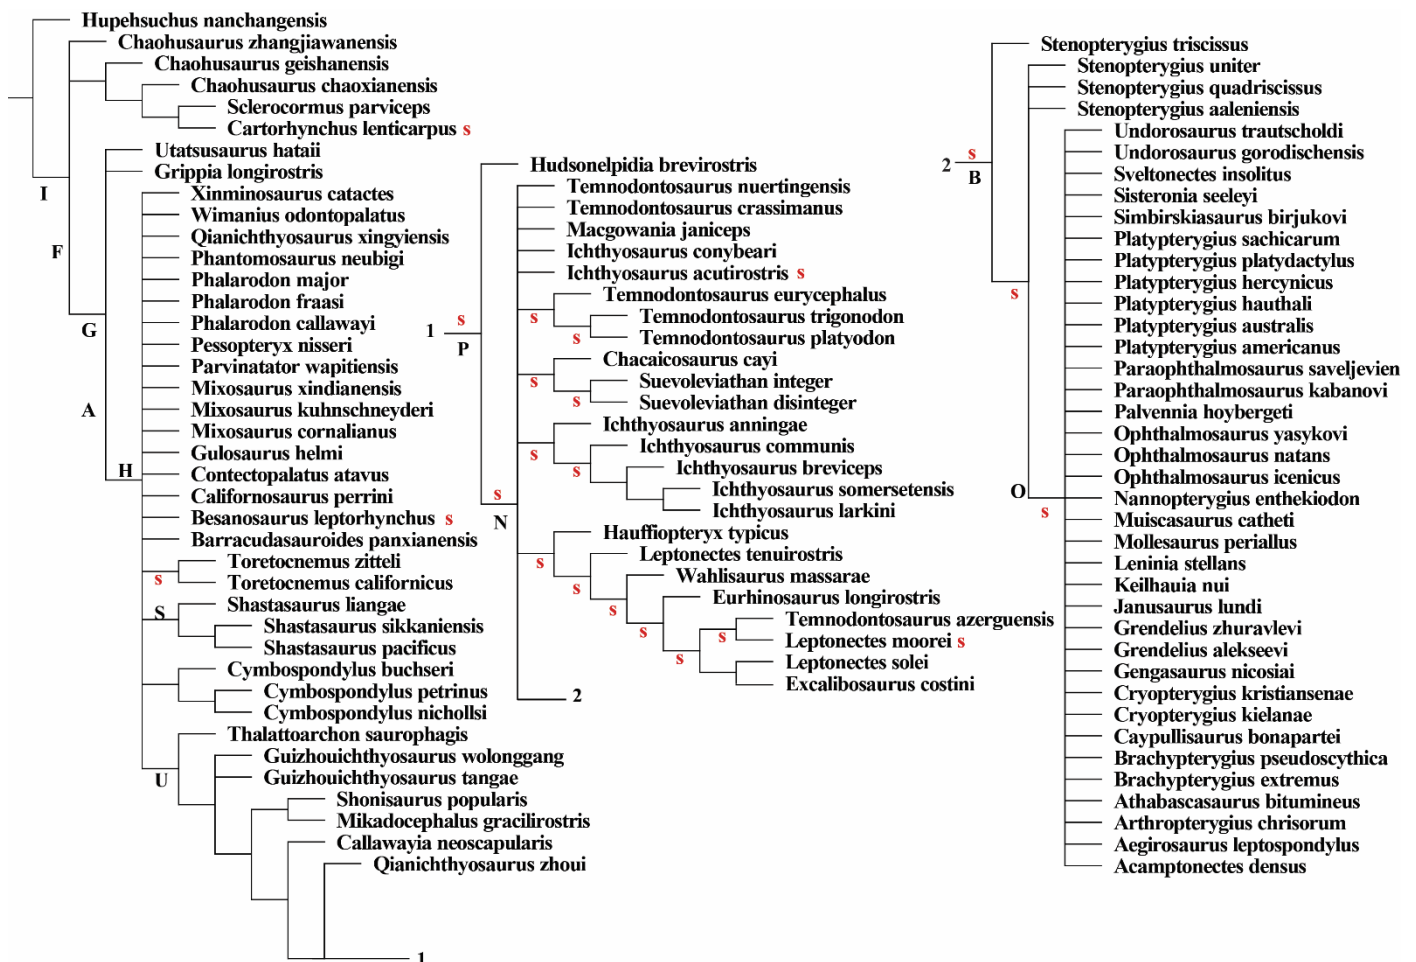 Hupehsuchus nanchangensis
Chaohusaurus zhangjiawanensis
Chaohusaurus geishanensis
Chaohusaurus chaoxianensis
Sclerocormus parviceps
Cartorhynchus lenticarpus s
Utatsusaurus hataii
Grippia longirostris
I
Xinminosaurus catactes
Wimanius odontopalatus
Qianichthyosaurus xingyiensis
F
Phantomosaurus neubigi
Phalarodon major
Phalarodon fraasi
Phalarodon callawayi
G
Pessopteryx nisseri
Parvinatator wapitiensis
Mixosaurus xindianensis
A
Mixosaurus kuhnschneyderi
Mixosaurus cornalianus
Gulosaurus helmi
H
Contectopalatus atavus
Californosaurus perrini
Besanosaurus leptorhynchus s
Barracudasauroides panxianensis
Toretocnemus zitteli
s
Toretocnemus californicus
Shastasaurus liangae
S
Shastasaurus sikkaniensis
Shastasaurus pacificus
Cymbospondylus buchseri
Cymbospondylus petrinus
Cymbospondylus nichollsi
Thalattoarchon saurophagis
Guizhouichthyosaurus wolonggang
U
Guizhouichthyosaurus tangae
Shonisaurus popularis
Mikadocephalus gracilirostris
Callawayia neoscapularis
Qianichthyosaurus zhoui
1
Hudsonelpidia brevirostris
Temnodontosaurus nuertingensis
Temnodontosaurus crassimanus
Macgowania janiceps
Ichthyosaurus conybeari
Ichthyosaurus acutirostris s
Temnodontosaurus eurycephalus
s
Temnodontosaurus trigonodon
s
1
Temnodontosaurus platyodon
s
P
Chacaicosaurus cayi
s
Suevoleviathan integer
Suevoleviathan disinteger
s
Ichthyosaurus anningae
Ichthyosaurus communis
s
Ichthyosaurus breviceps
s
Ichthyosaurus somersetensis
s
Ichthyosaurus larkini
N
Hauffiopteryx typicus
Leptonectes tenuirostris
s
Wahlisaurus massarae
s
Eurhinosaurus longirostris
s
Temnodontosaurus azerguensis
s
s
Leptonectes moorei s
s
Leptonectes solei
Excalibosaurus costini
2
Stenopterygius triscissus
Stenopterygius uniter
Stenopterygius quadriscissus
Stenopterygius aaleniensis
Undorosaurus trautscholdi
Undorosaurus gorodischensis
s
2
B
Sveltonectes insolitus
Sisteronia seeleyi
Simbirskiasaurus birjukovi
Platypterygius sachicarum
Platypterygius platydactylus
Platypterygius hercynicus
s
Platypterygius hauthali
Platypterygius australis
Platypterygius americanus
Paraophthalmosaurus saveljevien
Paraophthalmosaurus kabanovi
Palvennia hoybergeti
Ophthalmosaurus yasykovi
Ophthalmosaurus natans
Ophthalmosaurus icenicus
O
Nannopterygius enthekiodon
s
Muiscasaurus catheti
Mollesaurus periallus
Leninia stellans
Keilhauia nui
Janusaurus lundi
Grendelius zhuravlevi
Grendelius alekseevi
Gengasaurus nicosiai
Cryopterygius kristiansenae
Cryopterygius kielanae
Caypullisaurus bonapartei
Brachypterygius pseudoscythica
Brachypterygius extremus
Athabascasaurus bitumineus
Arthropterygius chrisorum
Aegirosaurus leptospondylus
Acamptonectes densus